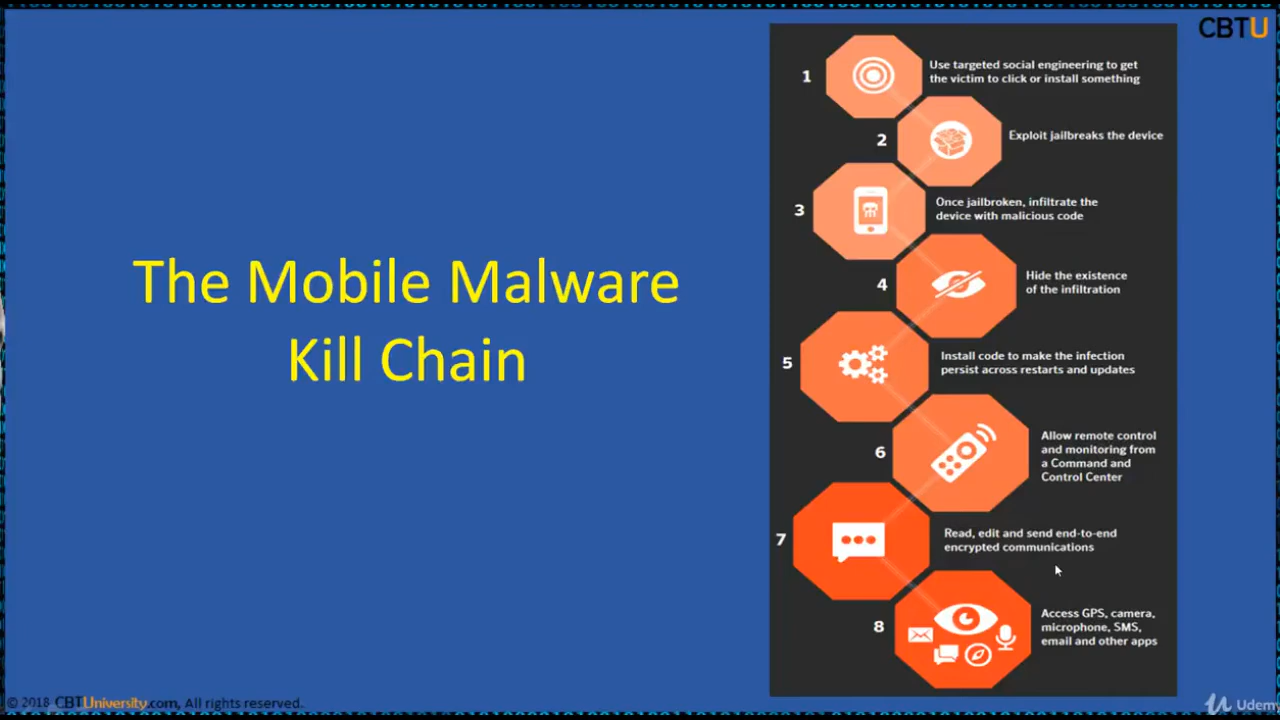 CBTU
The Mobile Malware
Kill Chain
1
Use targeted social engineering to get
the victim to click or install something
2
Exploit jailbreaks the device
3
Once jailbroken, infiltrate the
device with malicious code
4
Hide the existence
of the infiltration
5
Install code to make the infection
persist across restarts and updates
6
Allow remote control
and monitoring from
a Command and
Control Center
7
Read, edit and send end-to-end
encrypted communications
8
Access GPS, camera,
microphone, SMS,
email and other apps
© 2018 CBTUniversity.com, All rights reserved.
Udemy